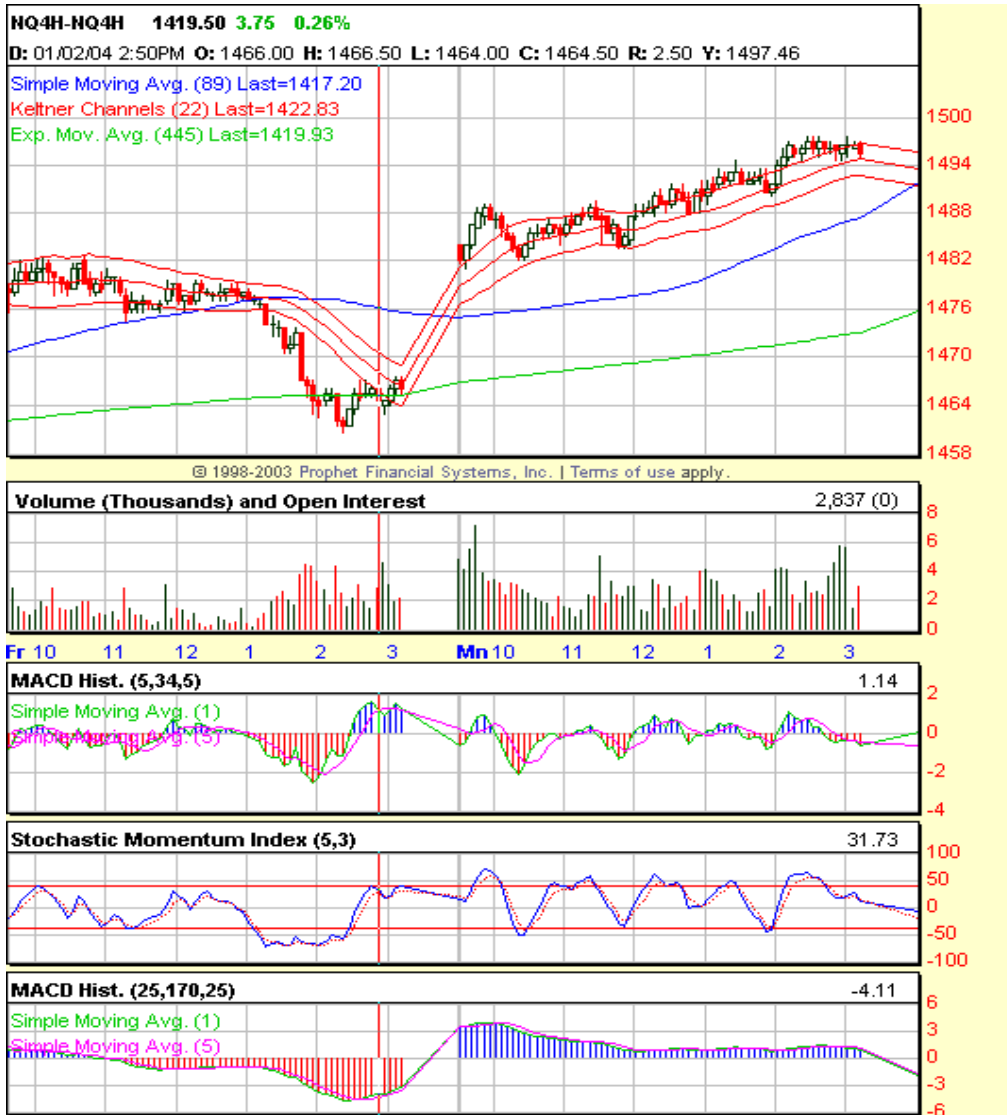 NQ4H-NQ4H 1419.50 3.75 0.26%
D: 01/02/04 2:50PM O: 1466.00 H: 1466.50 L: 1464.00 C: 1464.50 R: 2.50 Y: 1497.46
Simple Moving Avg. (89) Last=1417.20
Keltner Channels (22) Last=1422.83
Exp. Mov. Avg. (445) Last=1419.93
1500
1494
1488
1482
1476
1470
1464
1458
© 1998-2003 Prophet Financial Systems, Inc. | Terms of use apply.
Volume (Thousands) and Open Interest 2,837 (0)
8
6
4
2
0
Fr 10 11 12 1 2 3 Mn 10 11 12 1 2 3
MACD Hist. (5,34,5) 1.14
Simple Moving Avg. (1)
Simple Moving Avg. (5)
2
0
-2
-4
Stochastic Momentum Index (5,3) 31.73
100
50
0
-50
-100
MACD Hist. (25,170,25) -4.11
Simple Moving Avg. (1)
Simple Moving Avg. (5)
6
3
0
-3
-6